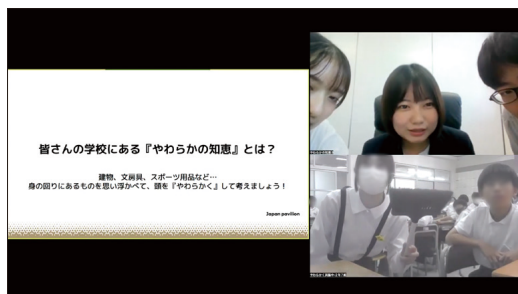 皆さんの学校にある『やわらかの知恵』とは？
建物、文房具、スポーツ用品など…
身の回りにあるものを思い浮かべて、頭を『やわらかく』して考えましょう！
Japan pavilion